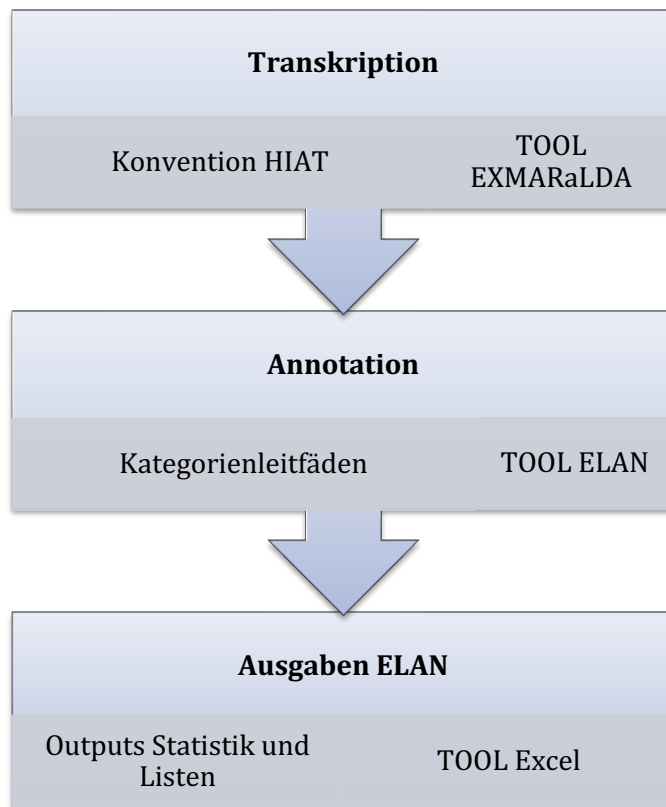 Transkription
Konvention HIAT
TOOL
EXMARaLDA
Annotation
Kategorienleitfäden
TOOL ELAN
Ausgaben ELAN
Outputs Statistik und
Listen
TOOL Excel